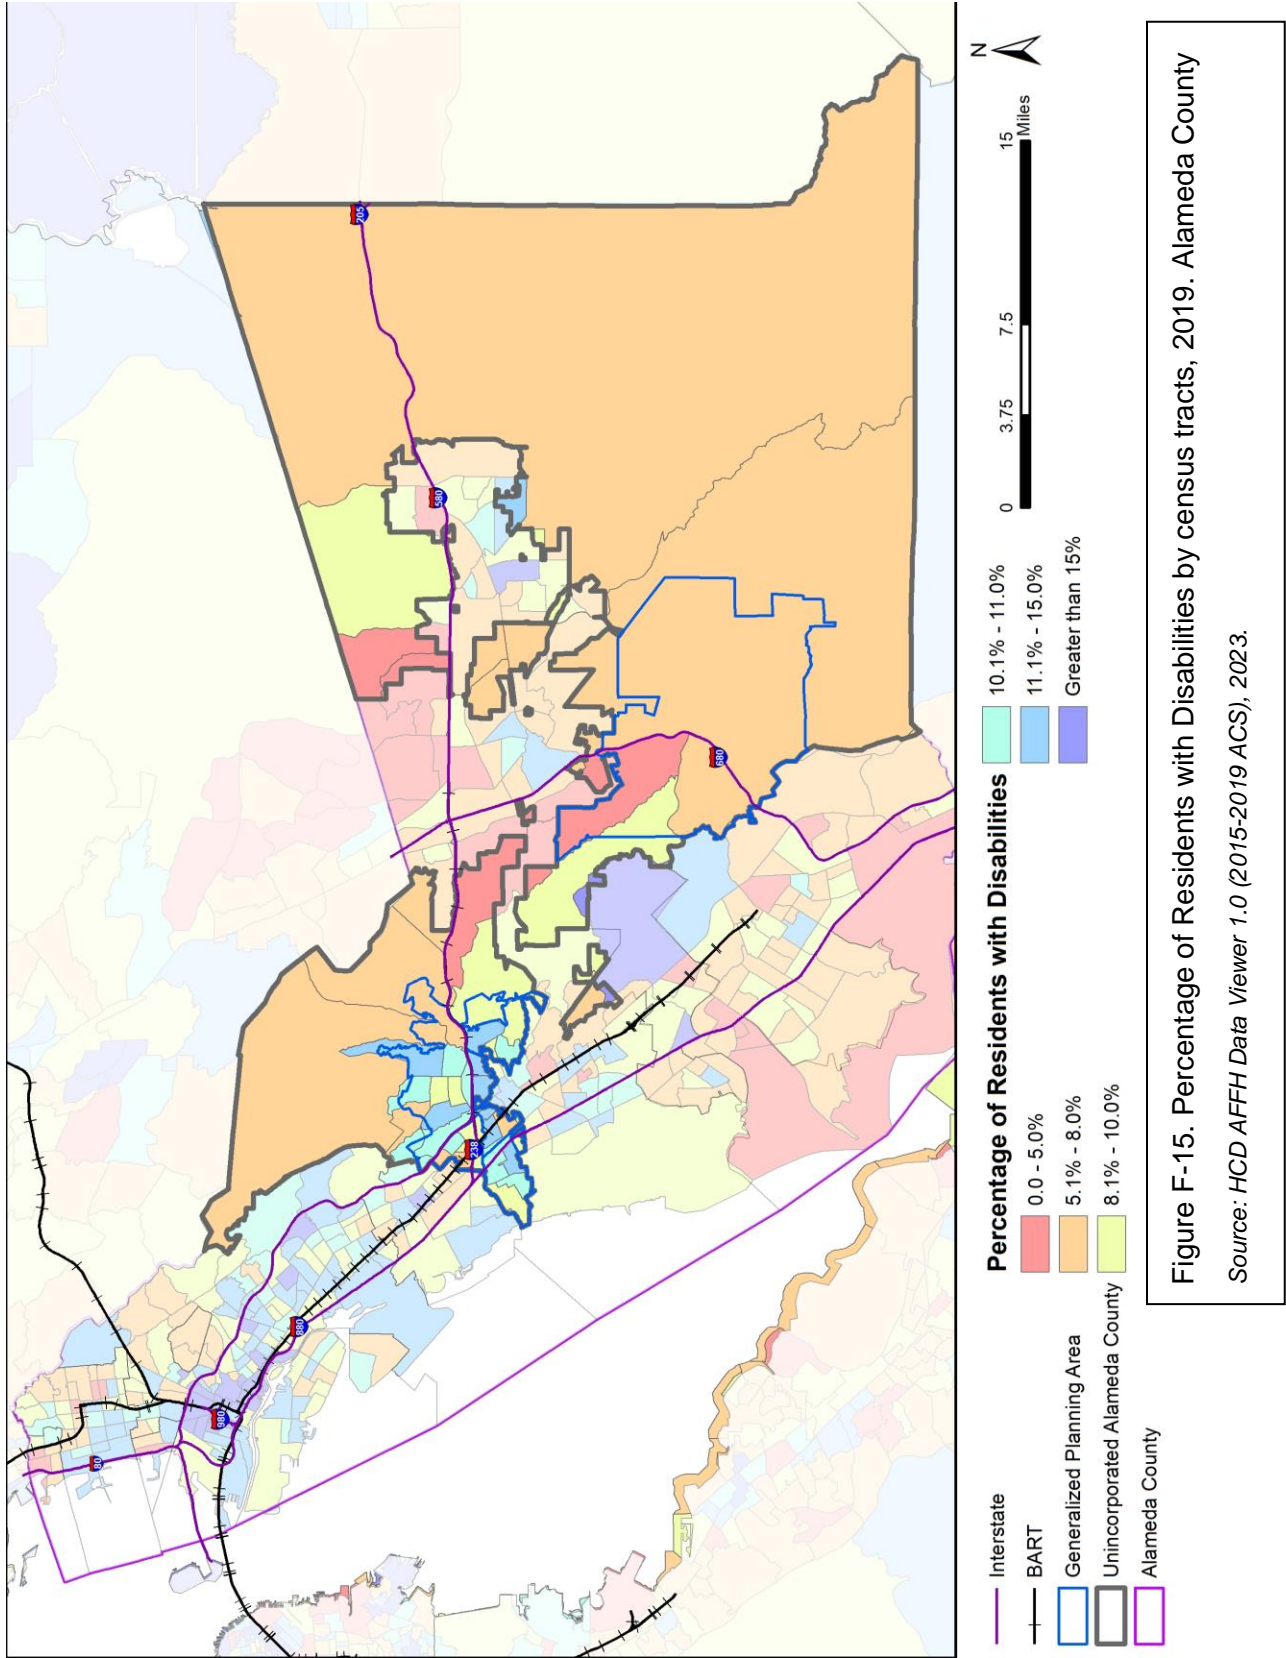 80
980
880
238
580
680
205
N
Interstate
BART
Generalized Planning Area
Unincorporated Alameda County
Alameda County
Percentage of Residents with Disabilities
0.0 - 5.0%
5.1% - 8.0%
8.1% - 10.0%
10.1% - 11.0%
11.1% - 15.0%
Greater than 15%
0 3.75 7.5 15
Miles
Figure F-15. Percentage of Residents with Disabilities by census tracts, 2019. Alameda County
Source: HCD AFFH Data Viewer 1.0 (2015-2019 ACS), 2023.